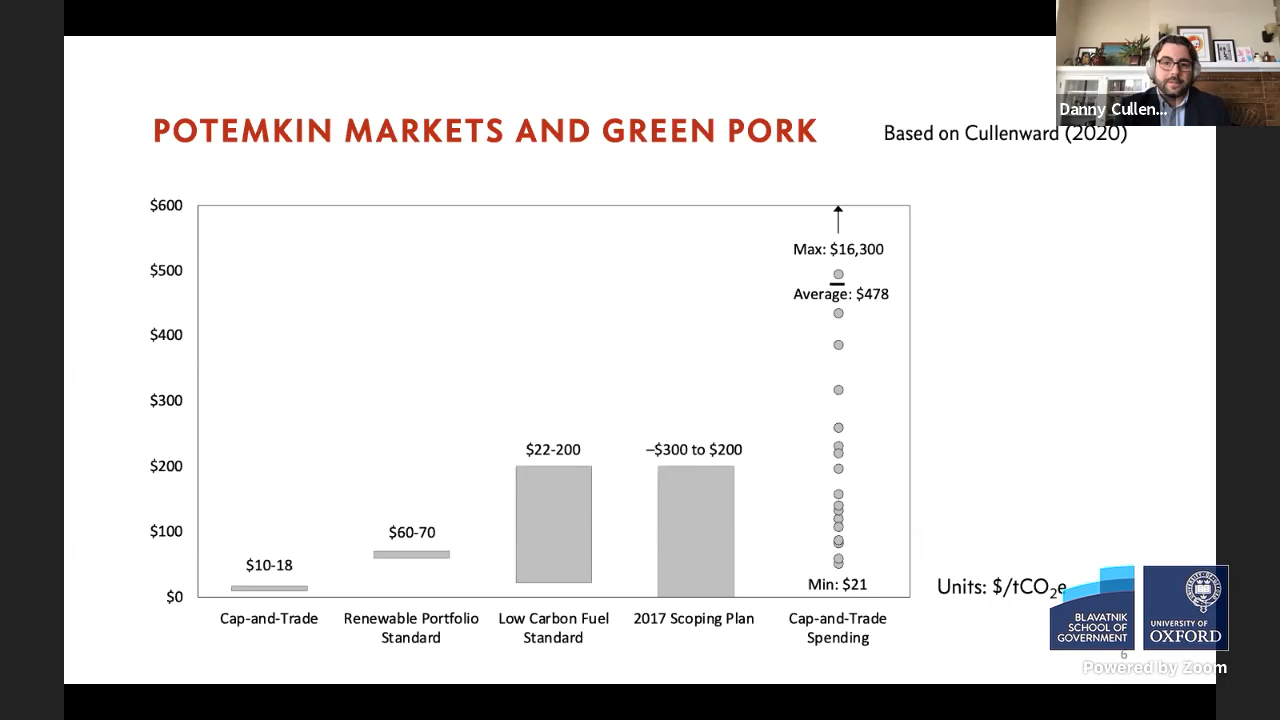 Danny Cullen...
POTEMKIN MARKETS AND GREEN PORK
Based on Cullenward (2020)
$600
$500
$400
$300
$200
$100
$0
$10-18
$60-70
$22-200
–$300 to $200
Max: $16,300
Average: $478
Min: $21
Cap-and-Trade
Renewable Portfolio
Standard
Low Carbon Fuel
Standard
2017 Scoping Plan
Cap-and-Trade
Spending
Units: $/tCO₂e
BLAVATNIK
SCHOOL OF
GOVERNMENT
UNIVERSITY OF
OXFORD
6
Powered by Zoom